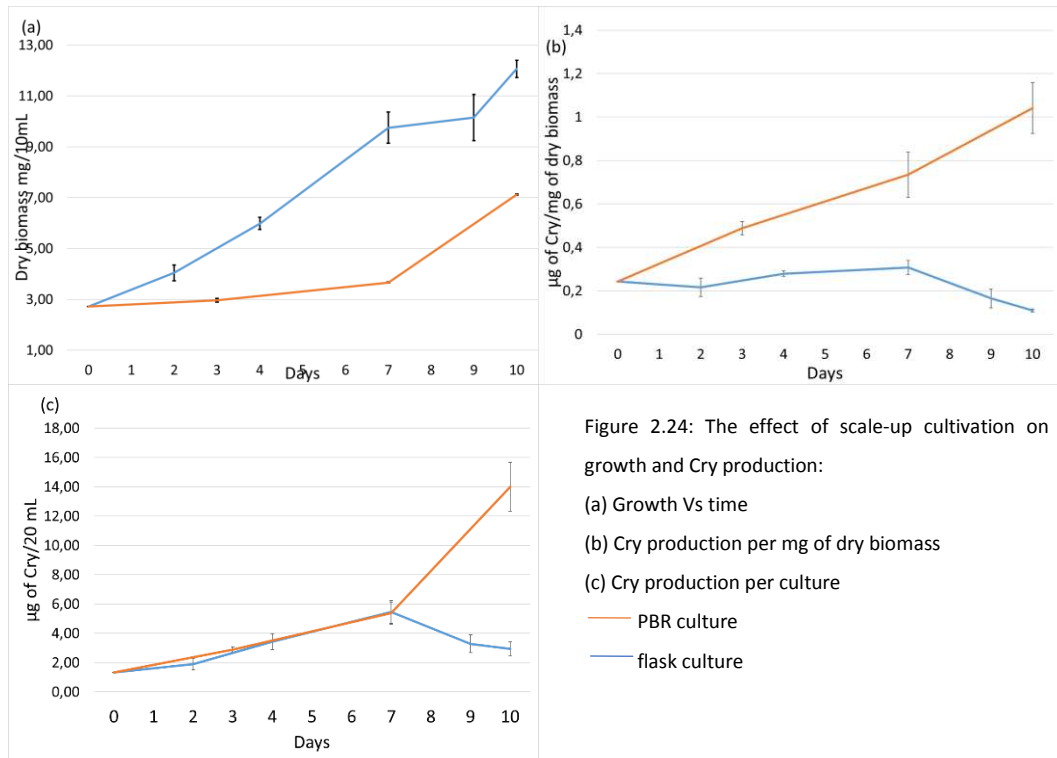 (a)
Dry biomass mg/10mL
13,00
11,00
9,00
7,00
5,00
3,00
1,00
0 1 2 3 4 5 6 7 8 9 10
Days
(b)
µg of Cry/mg of dry biomass
1,4
1,2
1
0,8
0,6
0,4
0,2
0
0 1 2 3 4 5 6 7 8 9 10
Days
(c)
µg of Cry/20 mL
18,00
16,00
14,00
12,00
10,00
8,00
6,00
4,00
2,00
0,00
0 1 2 3 4 5 6 7 8 9 10
Days
Figure 2.24: The effect of scale-up cultivation on
growth and Cry production:
(a) Growth Vs time
(b) Cry production per mg of dry biomass
(c) Cry production per culture
PBR culture
flask culture